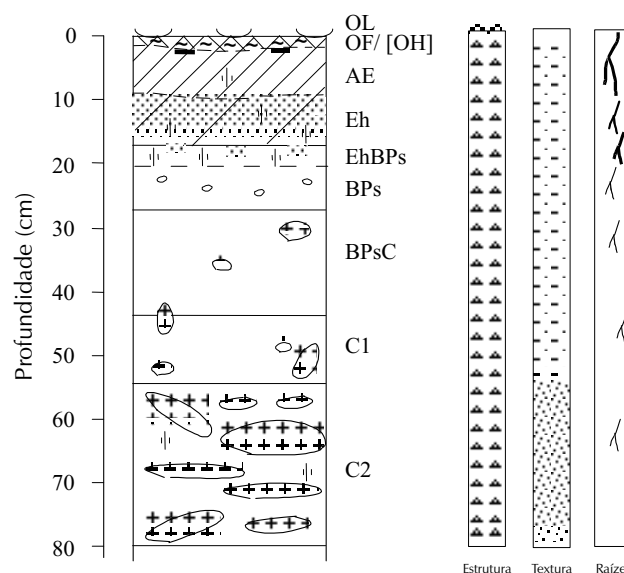 Profundidade (cm)
0
10
20
30
40
50
60
70
80
OL
OF/ [OH]
AE
Eh
EhBPs
BPs
BPsC
C1
C2
Estrutura
Textura
Raíze